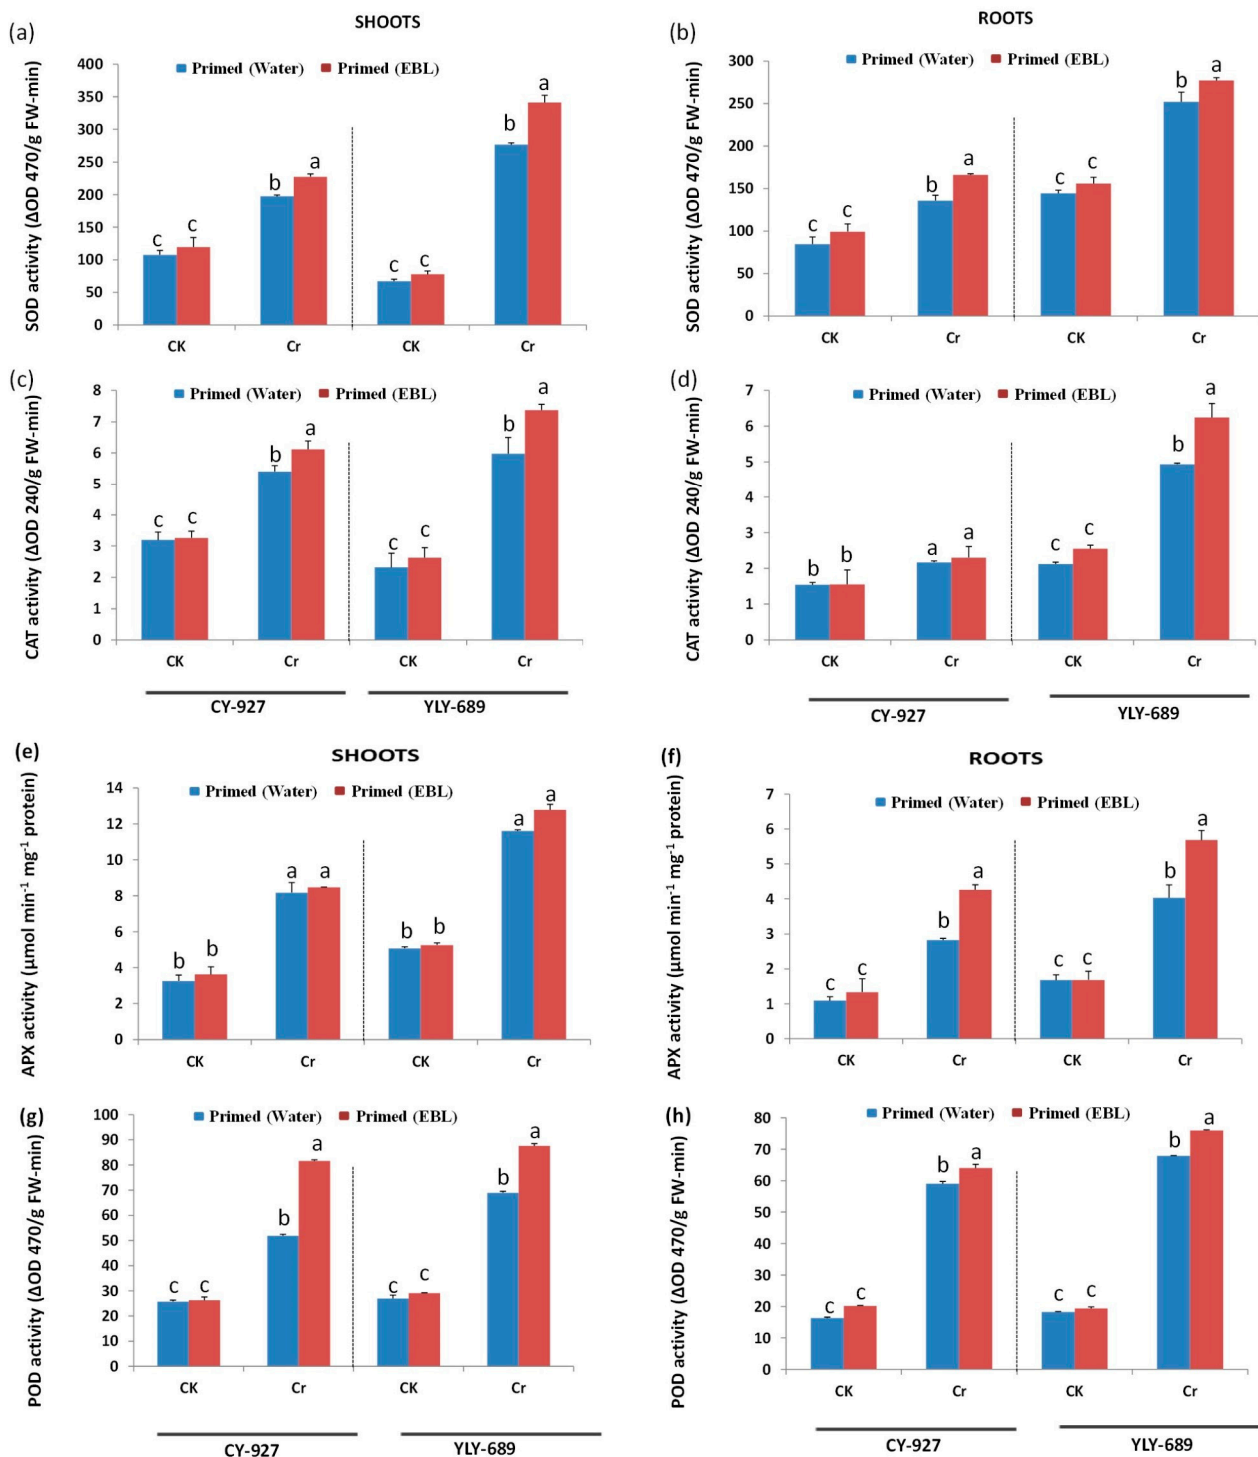 (a)
SHOOTS
Primed (Water) Primed (EBL)
SOD activity (ΔOD 470/g FW-min)
400
350
300
250
200
150
100
50
0
c c b a c c b a
CK Cr CK Cr
(b)
ROOTS
Primed (Water) Primed (EBL)
SOD activity (ΔOD 470/g FW-min)
300
250
200
150
100
50
0
c c b a c c b a
CK Cr CK Cr
(c)
Primed (Water) Primed (EBL)
CAT activity (ΔOD 240/g FW-min)
8
7
6
5
4
3
2
1
0
c c b a c c b a
CK Cr CK Cr
CY-927 YLY-689
(d)
Primed (Water) Primed (EBL)
CAT activity (ΔOD 240/g FW-min)
7
6
5
4
3
2
1
0
b b a a c c b a
CK Cr CK Cr
CY-927 YLY-689
(e)
SHOOTS
Primed (Water) Primed (EBL)
APX activity (μmol min⁻¹ mg⁻¹ protein)
14
12
10
8
6
4
2
0
b b a a b b a a
CK Cr CK Cr
(f)
ROOTS
Primed (Water) Primed (EBL)
APX activity (μmol min⁻¹ mg⁻¹ protein)
7
6
5
4
3
2
1
0
c c b a c c b a
CK Cr CK Cr
(g)
Primed (Water) Primed (EBL)
POD activity (ΔOD 470/g FW-min)
100
90
80
70
60
50
40
30
20
10
0
c c b a c c b a
CK Cr CK Cr
CY-927 YLY-689
(h)
Primed (Water) Primed (EBL)
POD activity (ΔOD 470/g FW-min)
80
70
60
50
40
30
20
10
0
c c b a c c b a
CK Cr CK Cr
CY-927 YLY-689